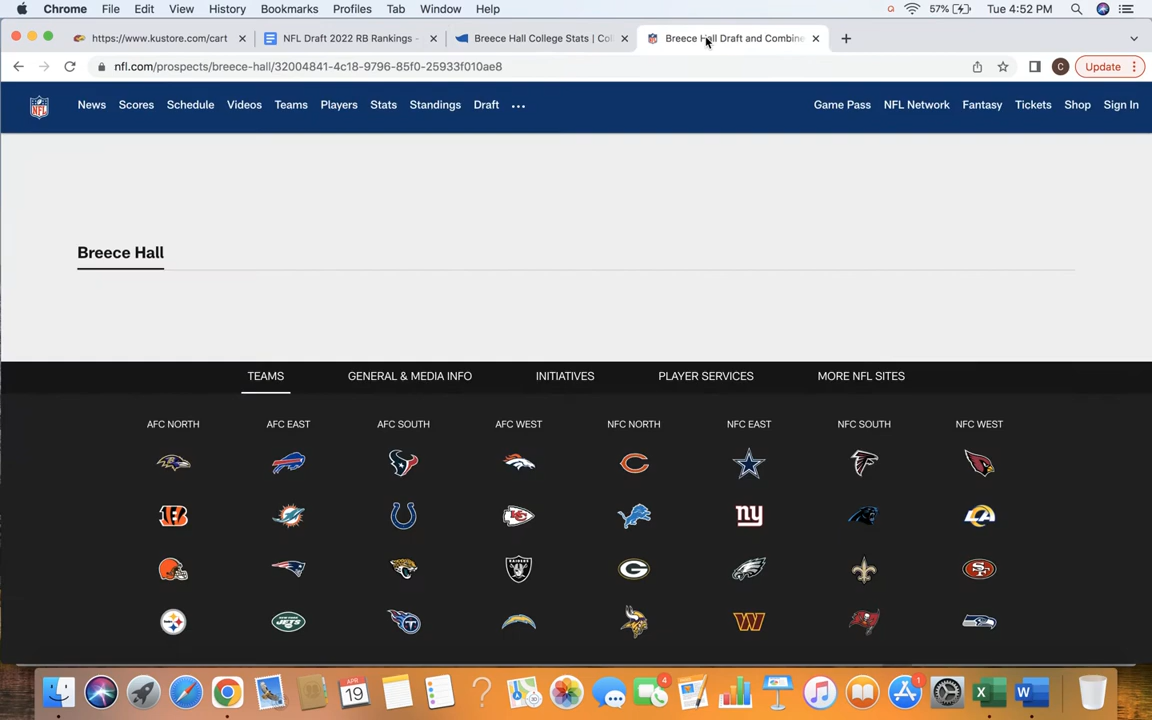 Chrome File Edit View History Bookmarks Profiles Tab Window Help 57% Tue 4:52 PM
https://www.kustore.com/cart NFL Draft 2022 RB Rankings - Breece Hall College Stats | Col Breece Hall Draft and Combine
nfl.com/prospects/breece-hall/32004841-4c18-9796-85f0-25933f010ae8 C Update
NFL News Scores Schedule Videos Teams Players Stats Standings Draft ... Game Pass NFL Network Fantasy Tickets Shop Sign In
Breece Hall
TEAMS GENERAL & MEDIA INFO INITIATIVES PLAYER SERVICES MORE NFL SITES
AFC NORTH AFC EAST AFC SOUTH AFC WEST NFC NORTH NFC EAST NFC SOUTH NFC WEST
ny
G
4 1
APR
19
X W